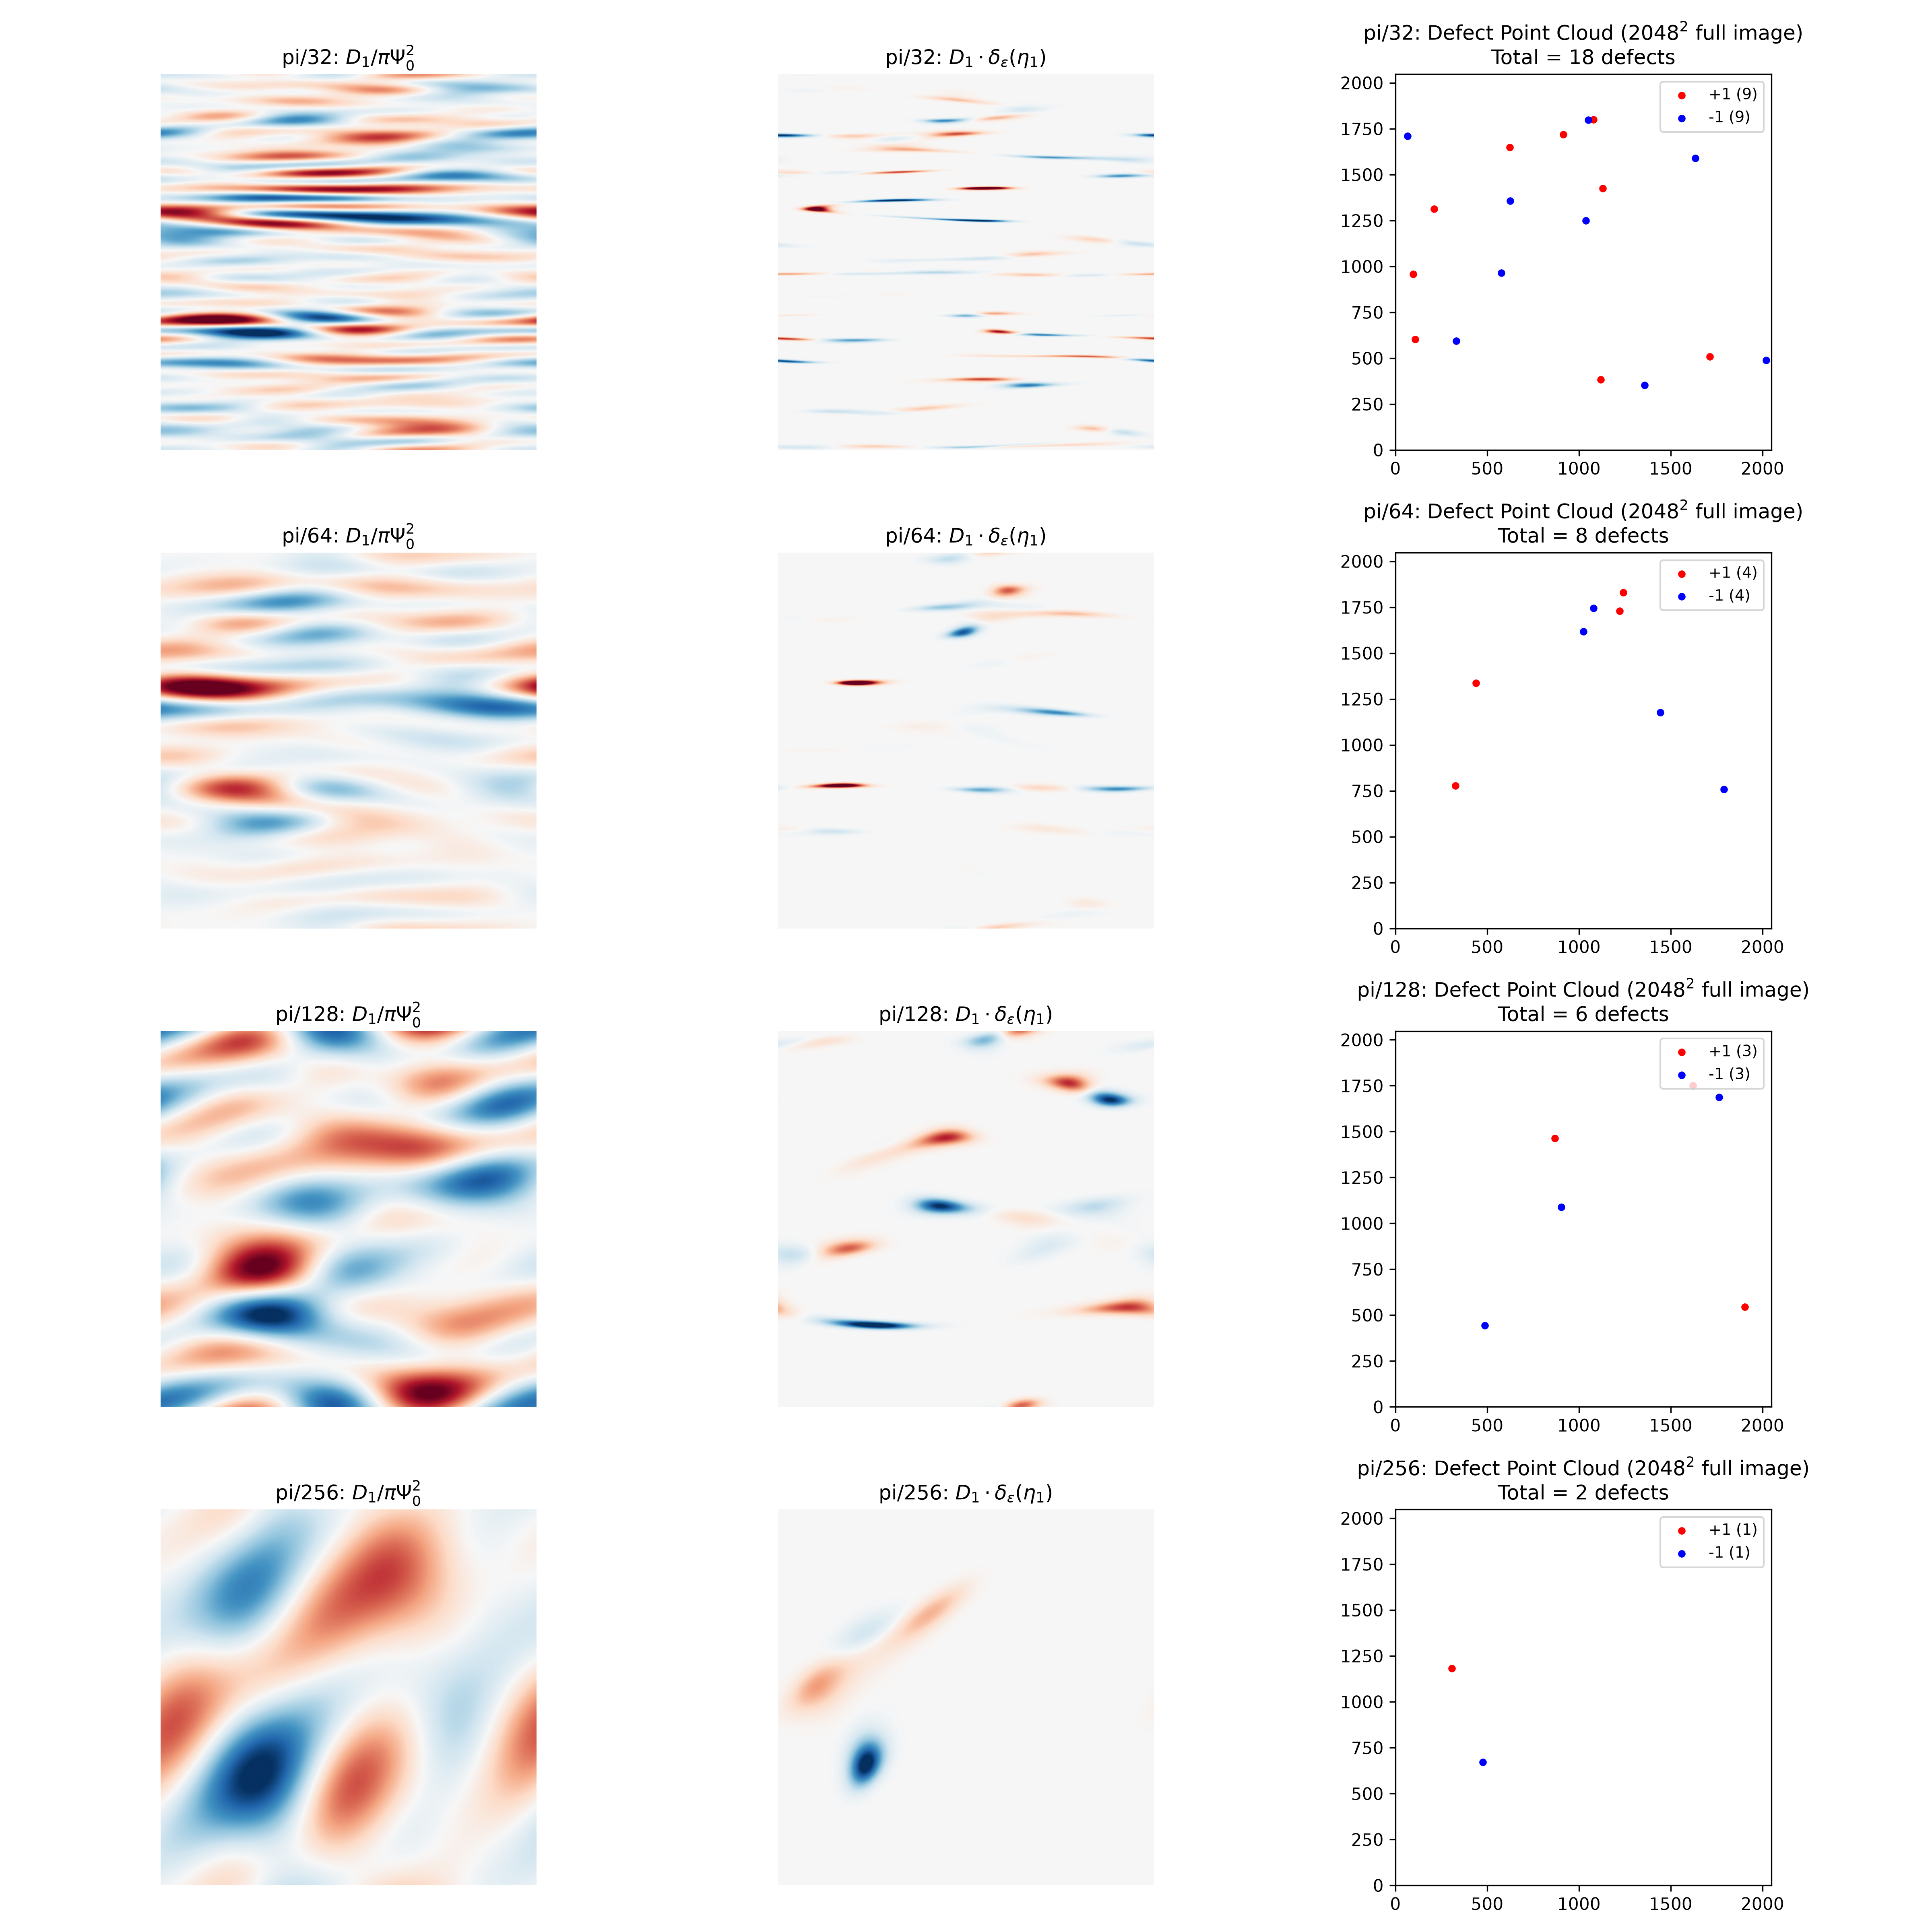 pi/32: D₁/πΨ₀²
pi/32: D₁ · δ_ε(η₁)
pi/32: Defect Point Cloud (2048² full image)
Total = 18 defects
+1 (9)
-1 (9)
2000
1750
1500
1250
1000
750
500
250
0
0 500 1000 1500 2000
pi/64: D₁/πΨ₀²
pi/64: D₁ · δ_ε(η₁)
pi/64: Defect Point Cloud (2048² full image)
Total = 8 defects
+1 (4)
-1 (4)
2000
1750
1500
1250
1000
750
500
250
0
0 500 1000 1500 2000
pi/128: D₁/πΨ₀²
pi/128: D₁ · δ_ε(η₁)
pi/128: Defect Point Cloud (2048² full image)
Total = 6 defects
+1 (3)
-1 (3)
2000
1750
1500
1250
1000
750
500
250
0
0 500 1000 1500 2000
pi/256: D₁/πΨ₀²
pi/256: D₁ · δ_ε(η₁)
pi/256: Defect Point Cloud (2048² full image)
Total = 2 defects
+1 (1)
-1 (1)
2000
1750
1500
1250
1000
750
500
250
0
0 500 1000 1500 2000